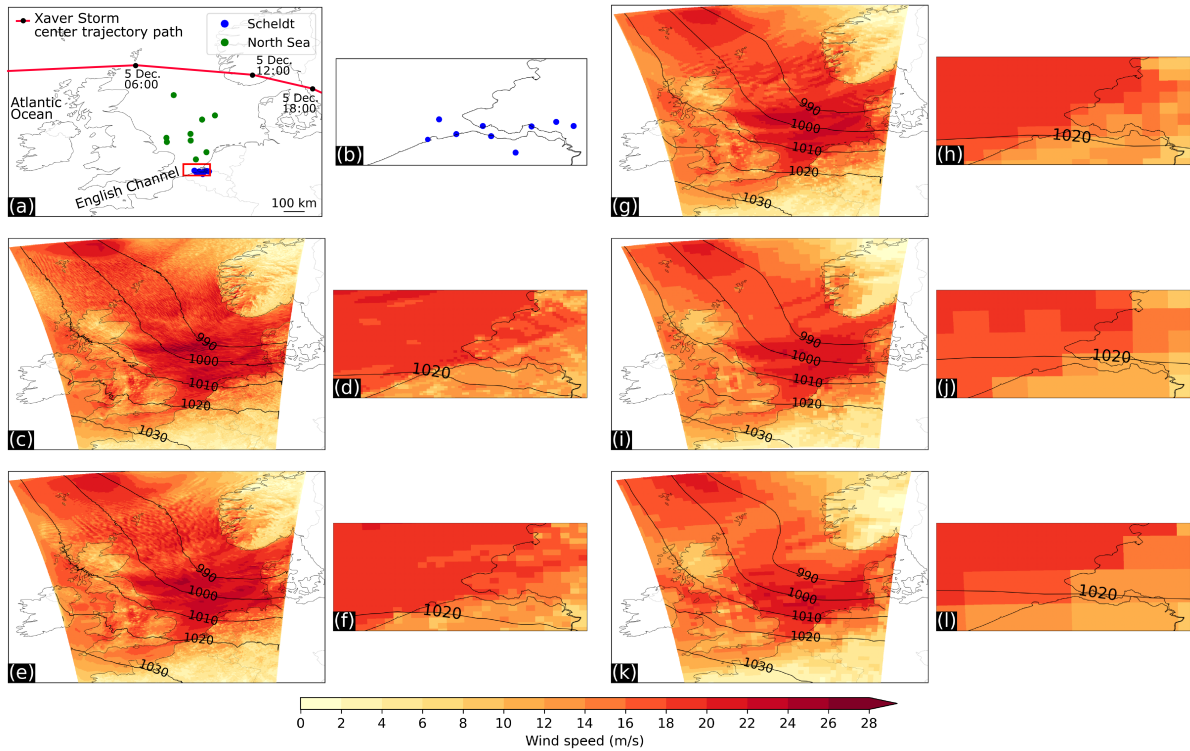 Xaver Storm
center trajectory path
Scheldt
North Sea
5 Dec.
06:00
5 Dec.
12:00
5 Dec.
18:00
Atlantic
Ocean
English Channel
100 km
(a)
(b)
990
1000
1010
1020
1030
(g)
1020
(h)
990
1000
1010
1020
1030
(c)
1020
(d)
990
1000
1010
1020
1030
(i)
1020
(j)
990
1000
1010
1020
1030
(e)
1020
(f)
990
1000
1010
1020
1030
(k)
1020
(l)
0 2 4 6 8 10 12 14 16 18 20 22 24 26 28
Wind speed (m/s)